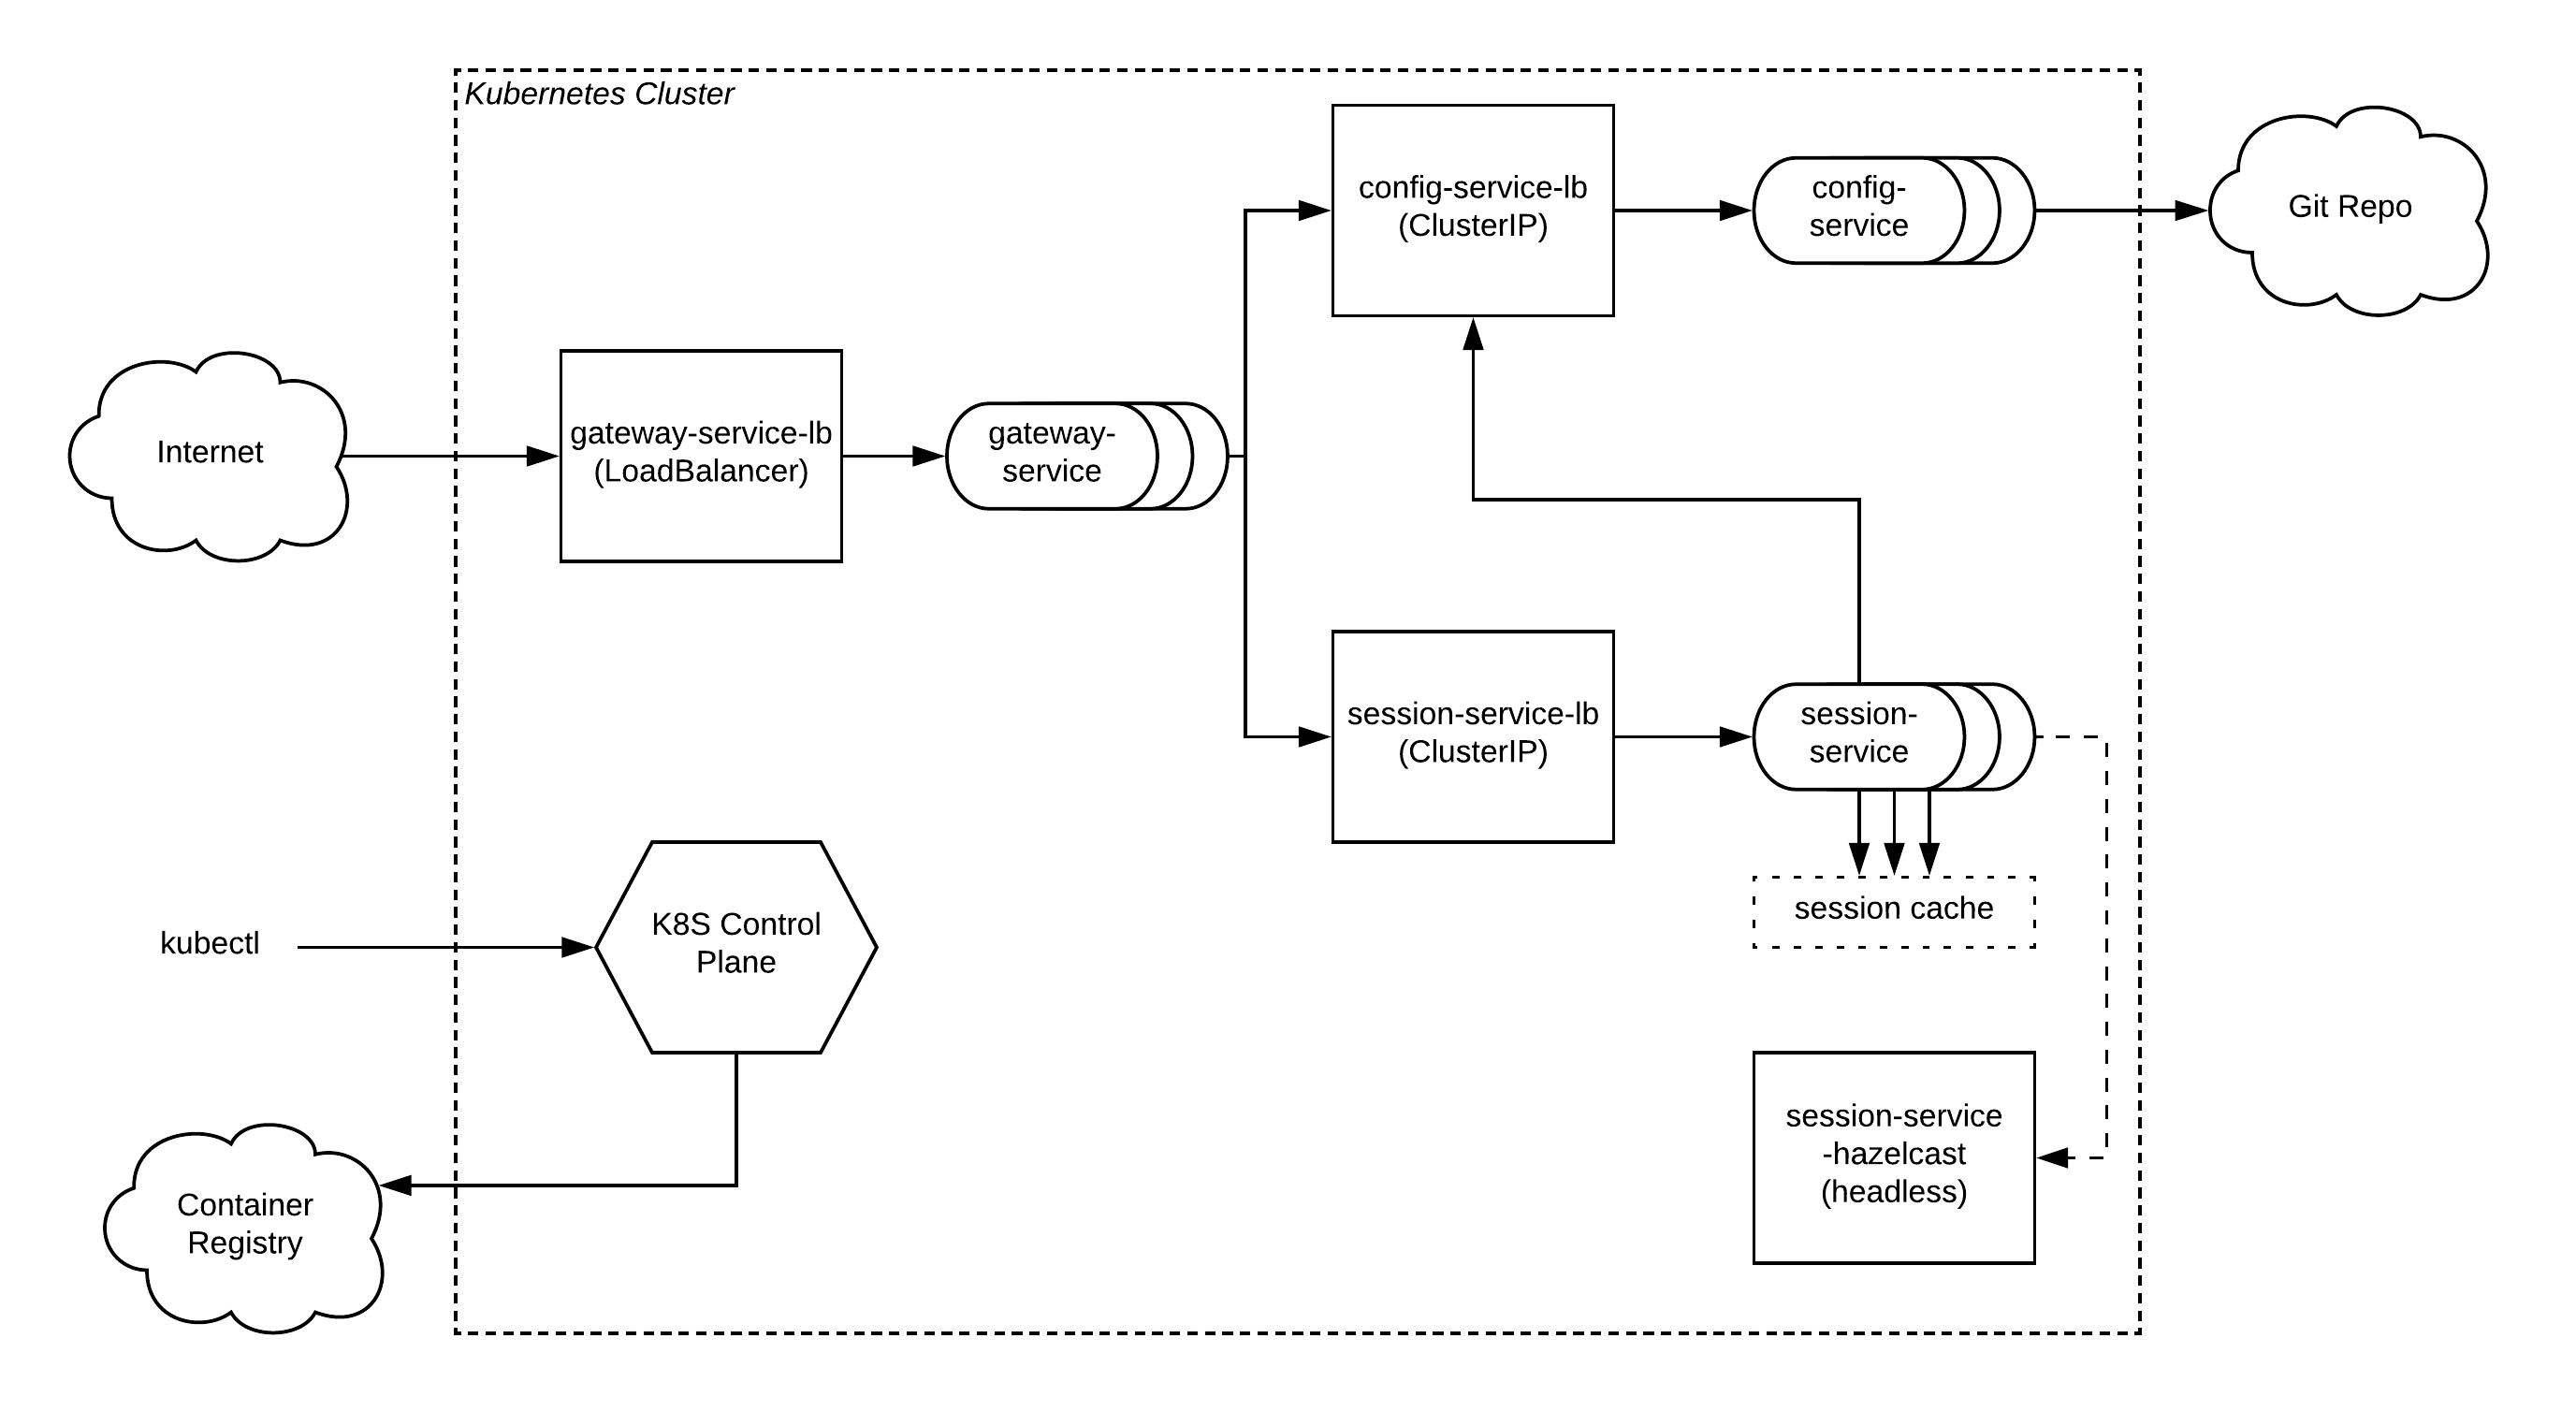 Kubernetes Cluster
config-service-lb
(ClusterIP)
config-
service
Git Repo
Internet
gateway-service-lb
(LoadBalancer)
gateway-
service
session-service-lb
(ClusterIP)
session-
service
session cache
kubectl
K8S Control
Plane
session-service
-hazelcast
(headless)
Container
Registry